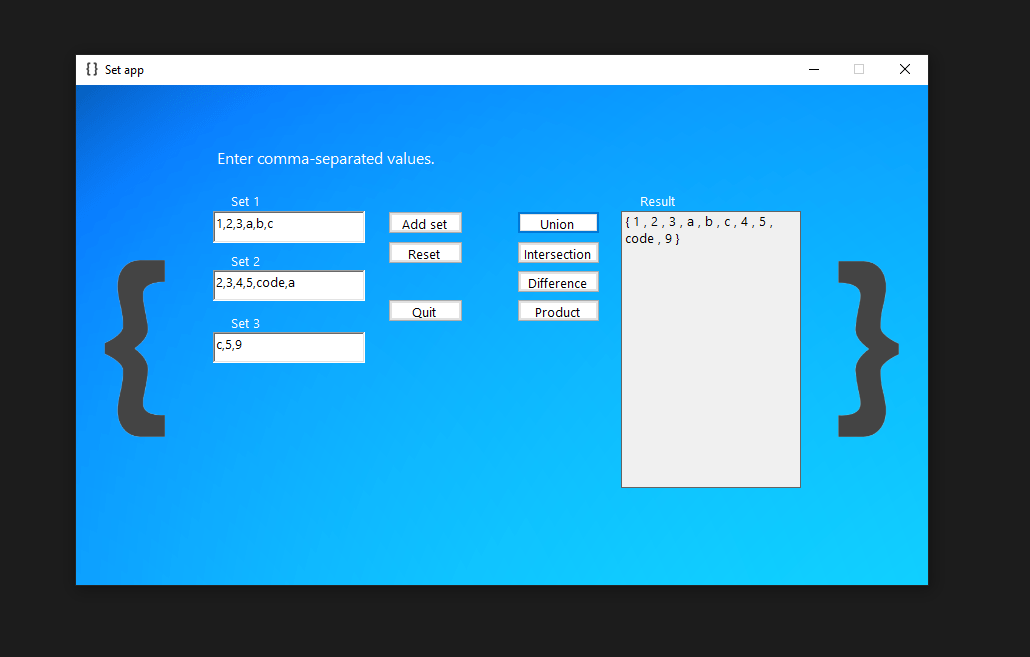 {} Set app
Enter comma-separated values.
Set 1
1,2,3,a,b,c
Set 2
2,3,4,5,code,a
Set 3
c,5,9
Add set
Reset
Quit
Union
Intersection
Difference
Product
Result
{ 1 , 2 , 3 , a , b , c , 4 , 5 ,
code , 9 }
{
}